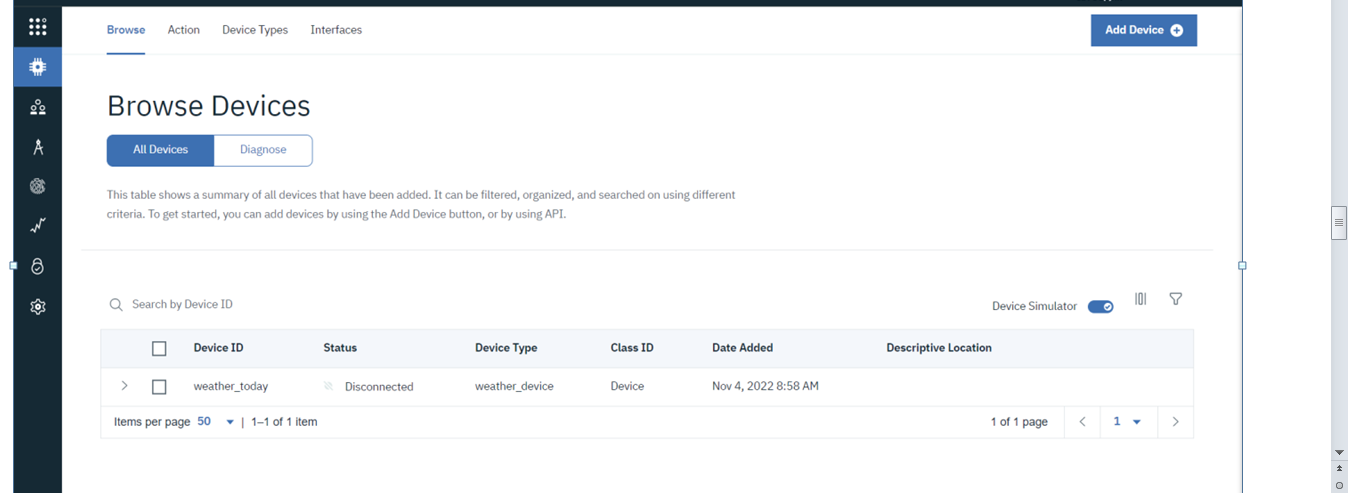 Browse Action Device Types Interfaces Add Device
Browse Devices
All Devices Diagnose
This table shows a summary of all devices that have been added. It can be filtered, organized, and searched on using different
criteria. To get started, you can add devices by using the Add Device button, or by using API.
Search by Device ID Device Simulator
Device ID Status Device Type Class ID Date Added Descriptive Location
weather_today Disconnected weather_device Device Nov 4, 2022 8:58 AM
Items per page 50 | 1–1 of 1 item 1 of 1 page 1